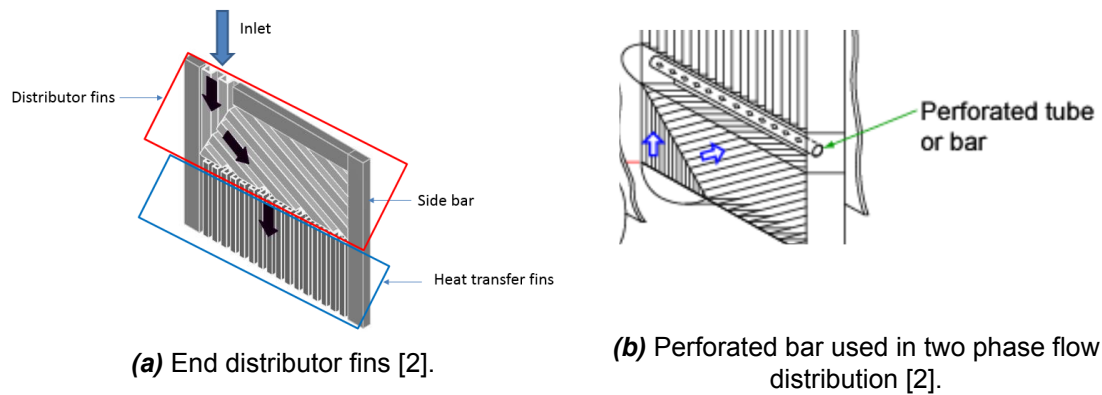 Inlet
Distributor fins
Side bar
Heat transfer fins
(a) End distributor fins [2].
Perforated tube
or bar
(b) Perforated bar used in two phase flow
distribution [2].